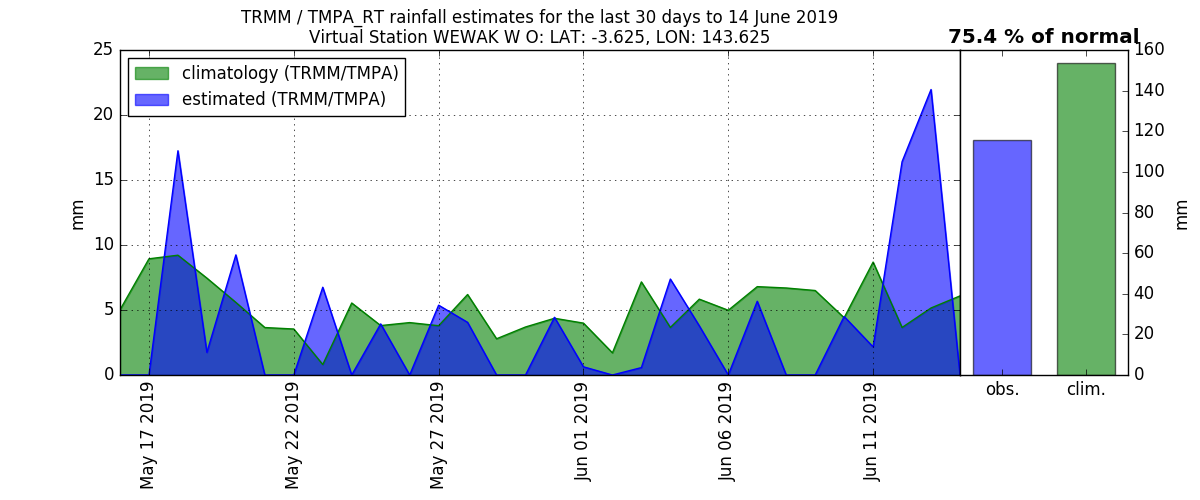 TRMM / TMPA_RT rainfall estimates for the last 30 days to 14 June 2019
Virtual Station WEWAK W O: LAT: -3.625, LON: 143.625
75.4 % of normal
climatology (TRMM/TMPA)
estimated (TRMM/TMPA)
25
20
15
10
5
0
mm
May 17 2019
May 22 2019
May 27 2019
Jun 01 2019
Jun 06 2019
Jun 11 2019
160
140
120
100
80
60
40
20
0
mm
obs.
clim.